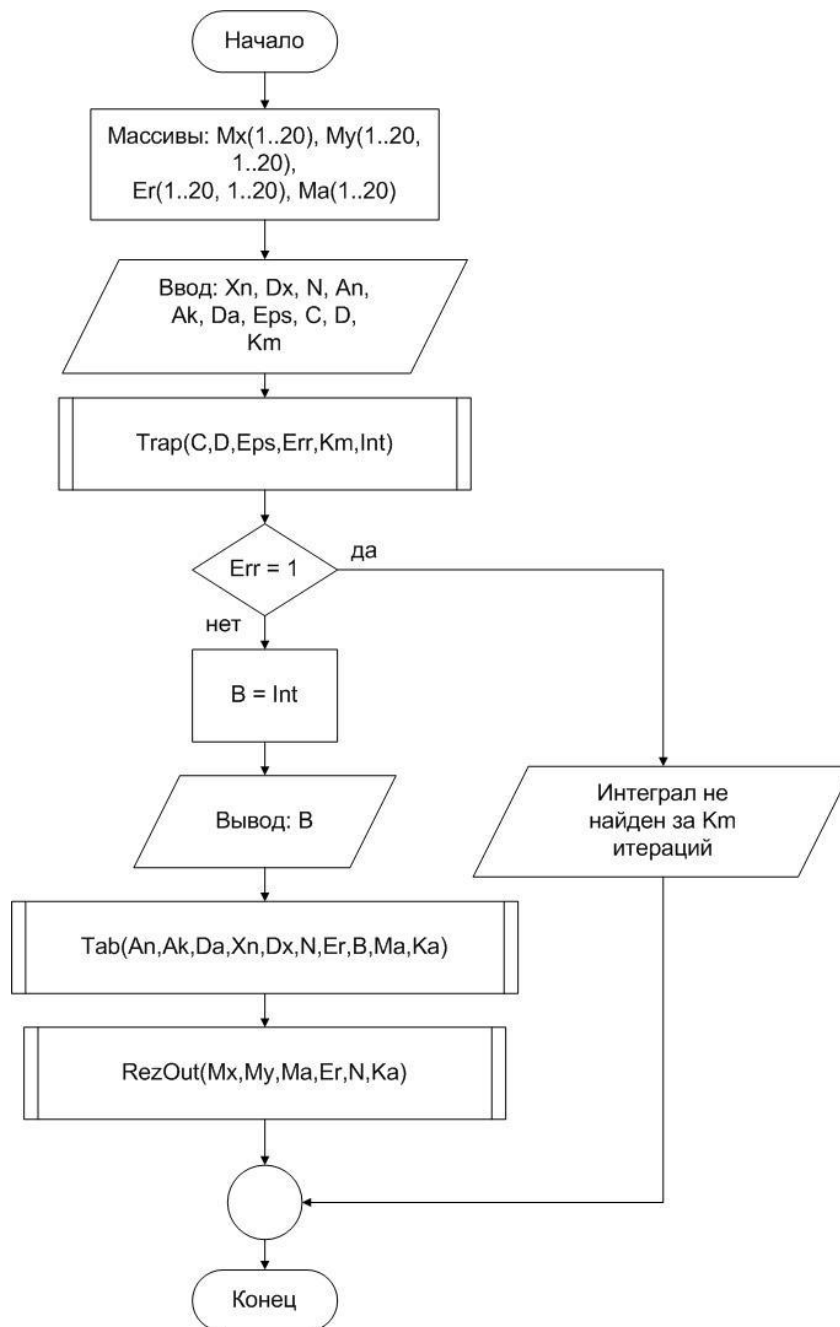 Начало
Массивы: Mx(1..20), My(1..20,
1..20),
Er(1..20, 1..20), Ma(1..20)
Ввод: Xn, Dx, N, An,
Ak, Da, Eps, C, D,
Km
Trap(C,D,Eps,Err,Km,Int)
Err = 1
да
нет
B = Int
Вывод: B
Интеграл не
найден за Km
итераций
Tab(An,Ak,Da,Xn,Dx,N,Er,B,Ma,Ka)
RezOut(Mx,My,Ma,Er,N,Ka)
Конец